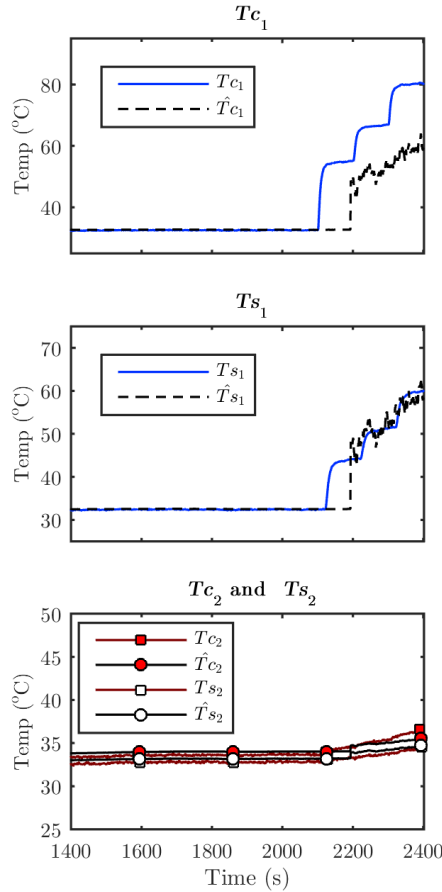 Tc₁
80
60
40
Temp (°C)
Tc₁
T̂c₁
Ts₁
70
60
50
40
30
Temp (°C)
Ts₁
T̂s₁
Tc₂ and Ts₂
50
45
40
35
30
25
Temp (°C)
Tc₂
T̂c₂
Ts₂
T̂s₂
1400 1600 1800 2000 2200 2400
Time (s)